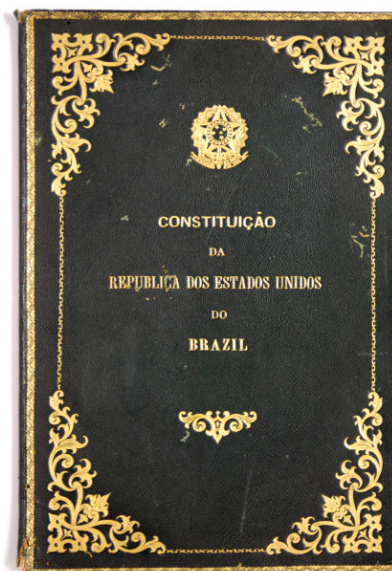 CONSTITUIÇÃO
DA
REPUBLICA DOS ESTADOS UNIDOS
DO
BRAZIL